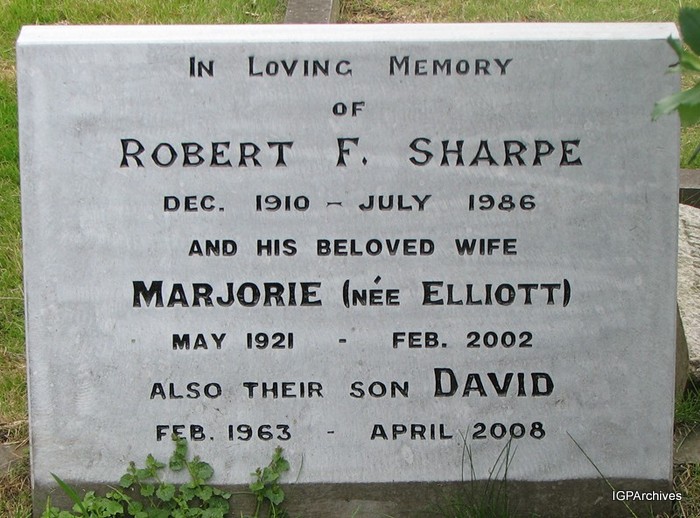 IN LOVING MEMORY
OF
ROBERT F. SHARPE
DEC. 1910 – JULY 1986
AND HIS BELOVED WIFE
MARJORIE (NÉE ELLIOTT)
MAY 1921 - FEB. 2002
ALSO THEIR SON DAVID
FEB. 1963 - APRIL 2008
IGPArchives